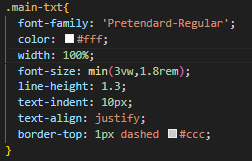 .main-txt{
font-family: 'Pretendard-Regular';
color: #fff;
width: 100%;
font-size: min(3vw,1.8rem);
line-height: 1.3;
text-indent: 10px;
text-align: justify;
border-top: 1px dashed #ccc;
}